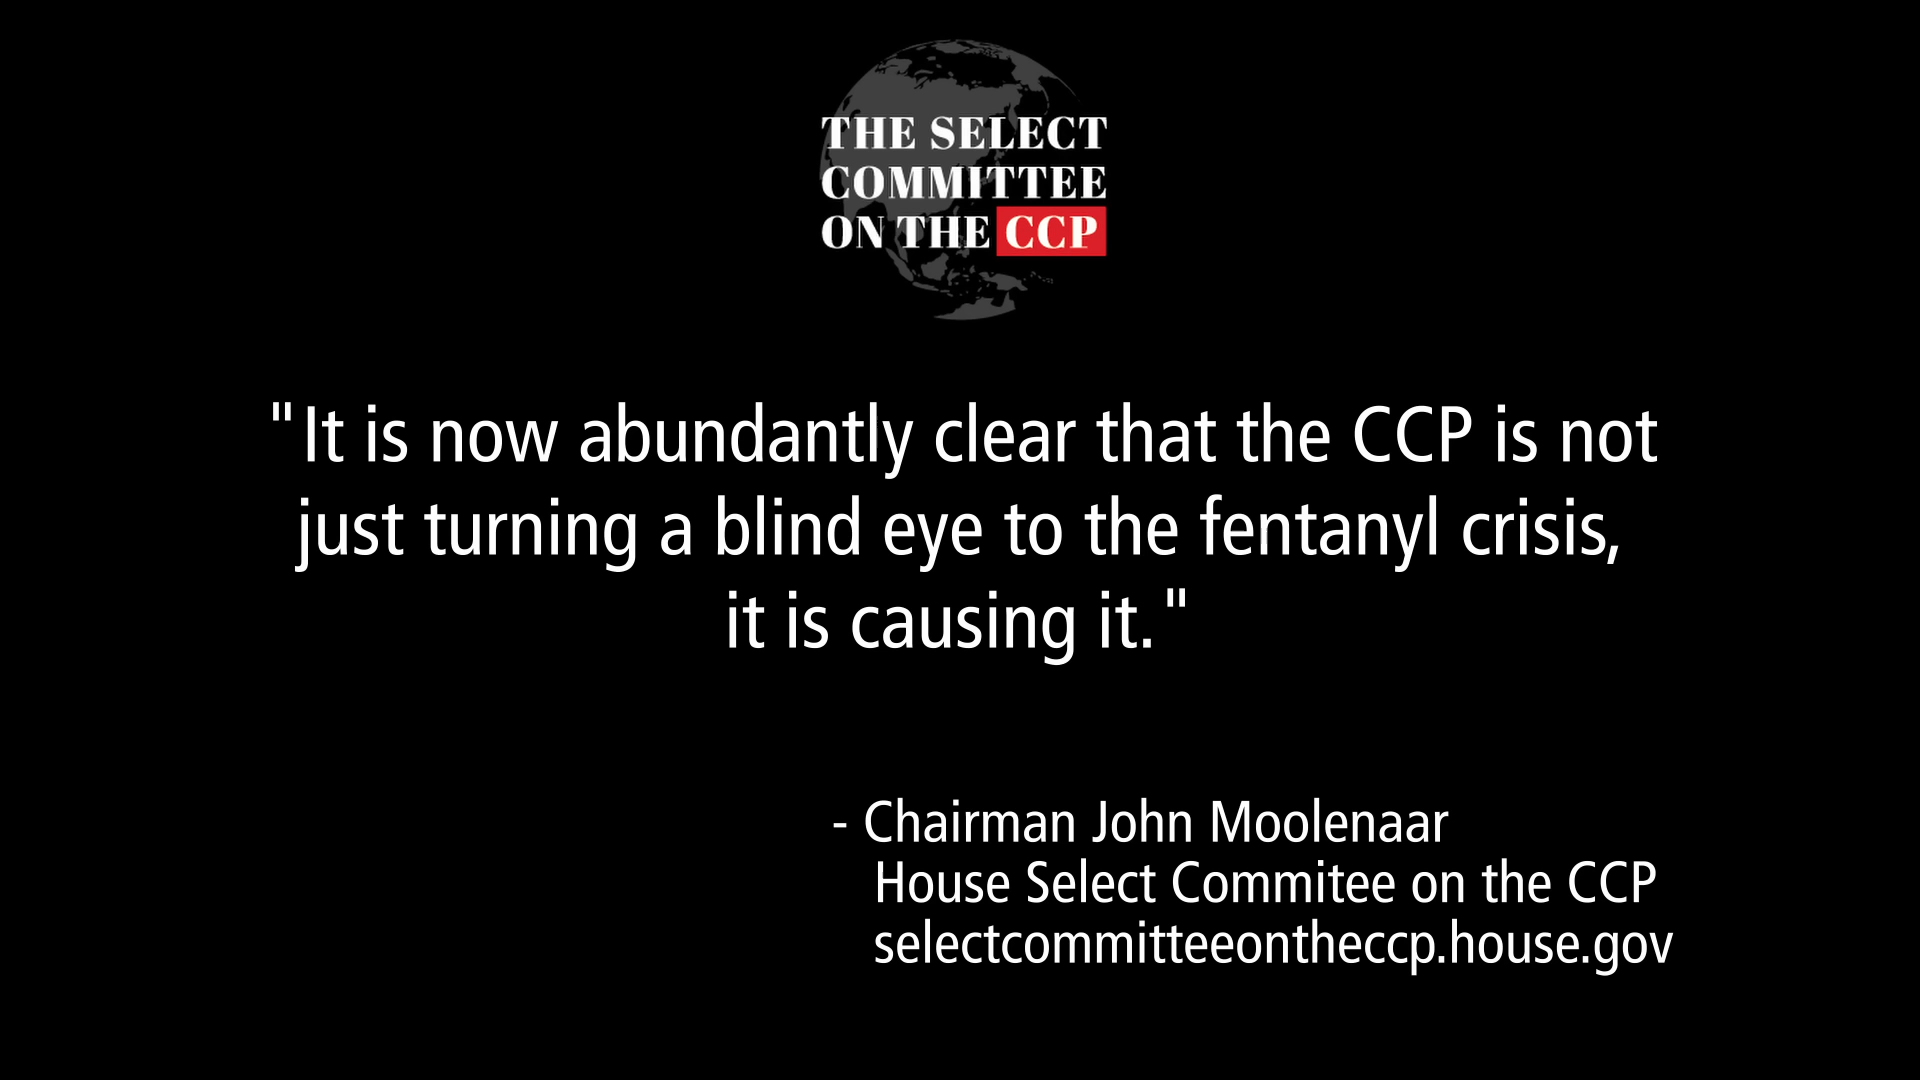 THE SELECT
COMMITTEE
ON THE CCP
"It is now abundantly clear that the CCP is not
just turning a blind eye to the fentanyl crisis,
it is causing it."
- Chairman John Moolenaar
House Select Commitee on the CCP
selectcommitteeontheccp.house.gov